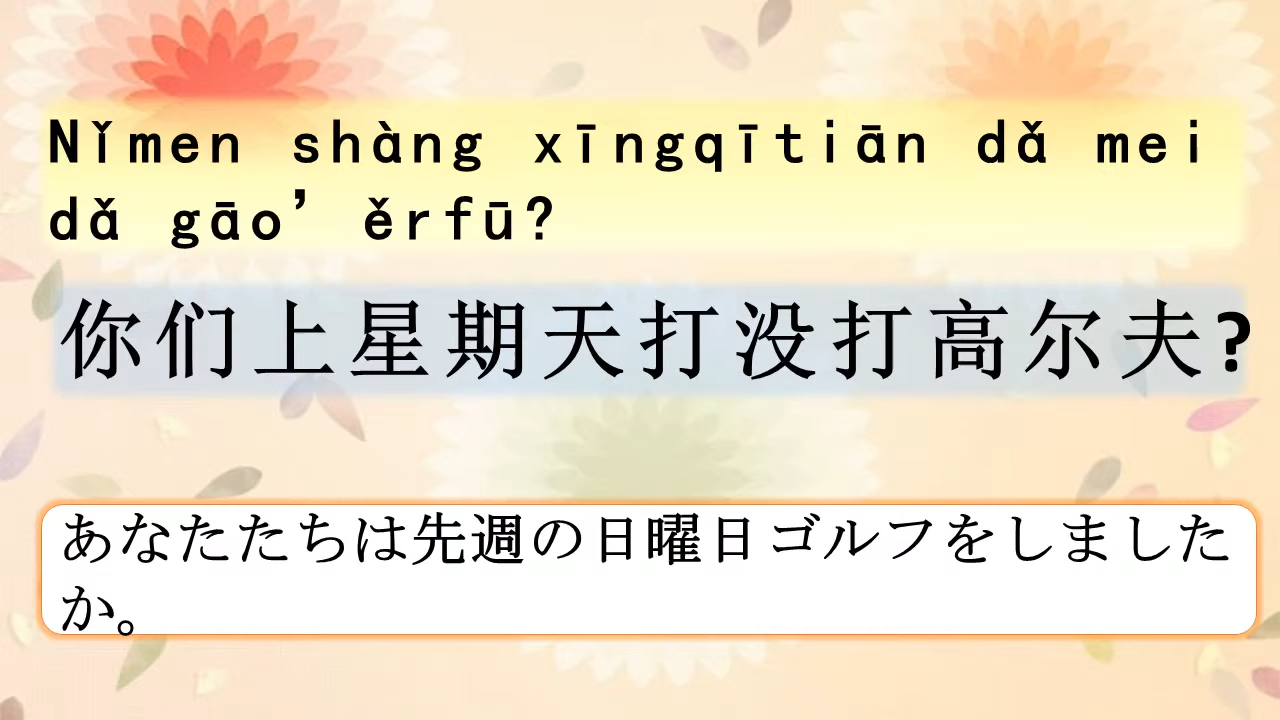 Nǐmen shàng xīngqītiān dǎ mei
dǎ gāo’ěrfū?
你们上星期天打没打高尔夫?
あなたたちは先週の日曜日ゴルフをしました
か。